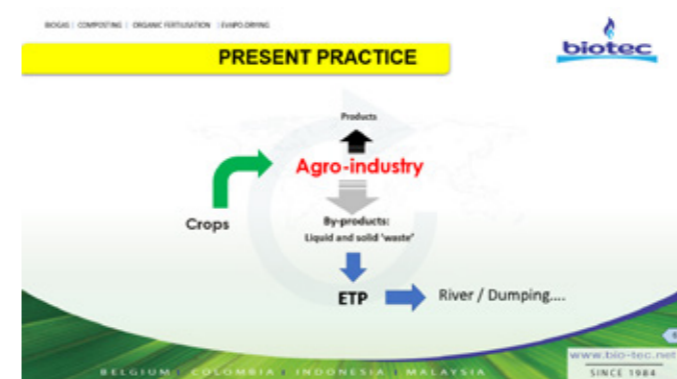 BIOGAS | COMPOSTING | ORGANIC FERTILISATION | EVAPO-DRYING
biotec
PRESENT PRACTICE
Products
Agro-industry
Crops
By-products:
Liquid and solid 'waste'
ETP
River / Dumping....
www.bio-tec.net
BELGIUM | COLOMBIA | INDONESIA | MALAYSIA
SINCE 1984